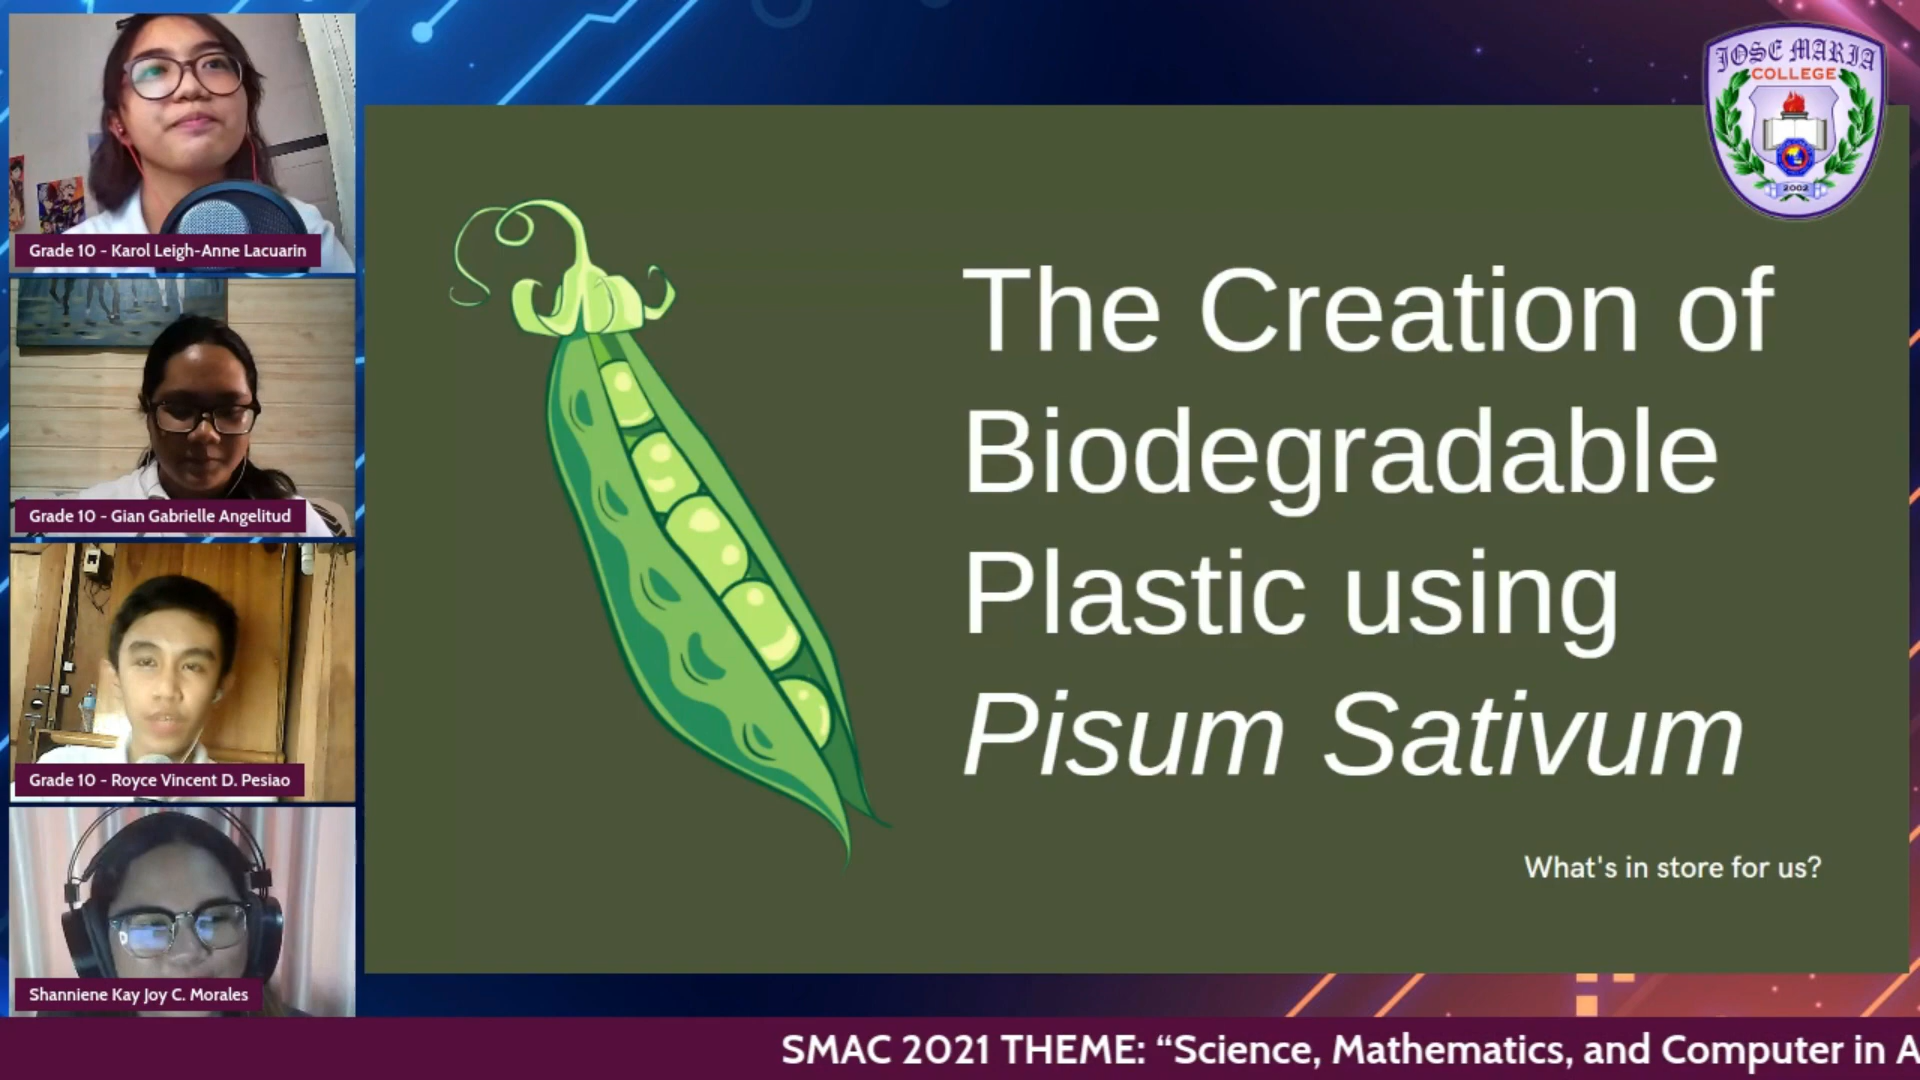 Grade 10 - Karol Leigh-Anne Lacuarin
Grade 10 - Gian Gabrielle Angelitud
Grade 10 - Royce Vincent D. Pesiao
Shanniene Kay Joy C. Morales
JOSE MARIA
COLLEGE
2002
The Creation of
Biodegradable
Plastic using
Pisum Sativum
What's in store for us?
SMAC 2021 THEME: “Science, Mathematics, and Computer in A